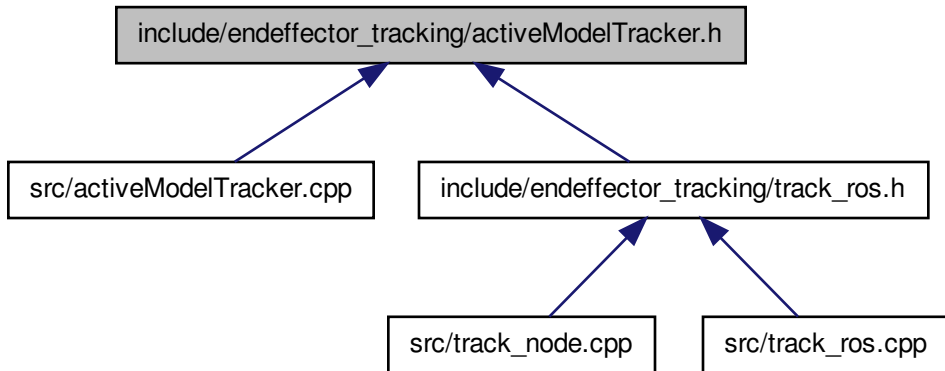 include/endeffector_tracking/activeModelTracker.h
src/activeModelTracker.cpp
include/endeffector_tracking/track_ros.h
src/track_node.cpp
src/track_ros.cpp